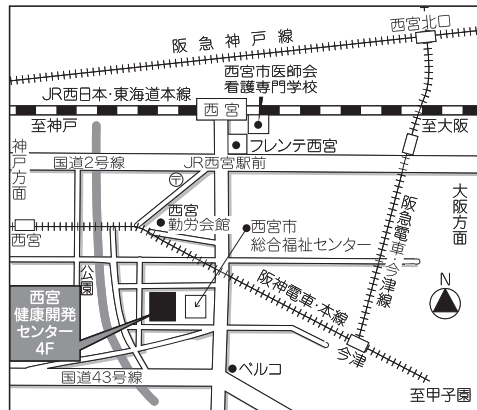 西宮北口
阪急神戸線
西宮市医師会
看護専門学校
JR西日本・東海道本線
西宮
至神戸
至大阪
フレンテ西宮
神戸方面
国道2号線
JR西宮駅前
〒
大阪方面
西宮
勤労会館
西宮市
総合福祉センター
阪急電車・今津線
西宮
公園
阪神電車・本線
N
西宮
健康開発
センター
4F
今津
ベルコ
国道43号線
至甲子園